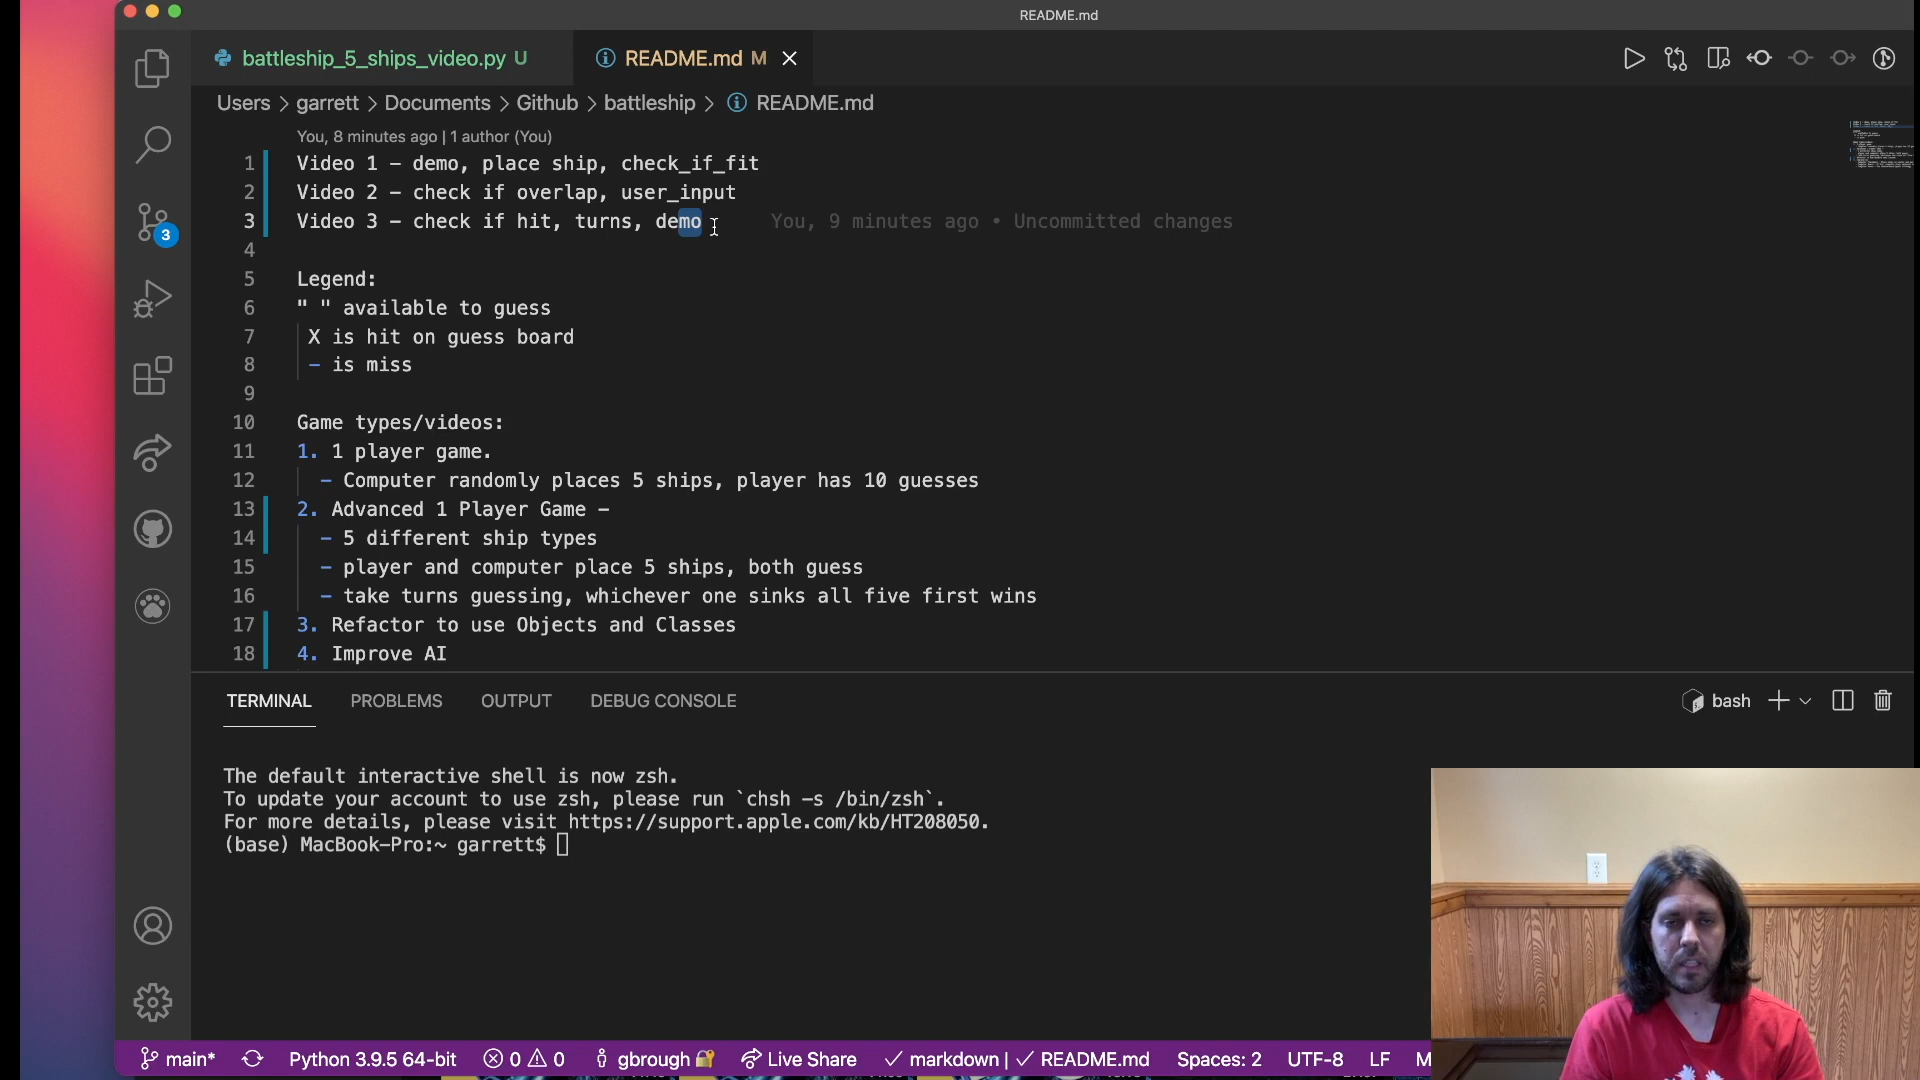 README.md
battleship_5_ships_video.py U
README.md M
Users > garrett > Documents > Github > battleship > README.md
You, 8 minutes ago | 1 author (You)
1 Video 1 - demo, place ship, check_if_fit
2 Video 2 - check if overlap, user_input
3 Video 3 - check if hit, turns, demo You, 9 minutes ago • Uncommitted changes
4
5 Legend:
6 " " available to guess
7 X is hit on guess board
8 - is miss
9
10 Game types/videos:
11 1. 1 player game.
12 - Computer randomly places 5 ships, player has 10 guesses
13 2. Advanced 1 Player Game -
14 - 5 different ship types
15 - player and computer place 5 ships, both guess
16 - take turns guessing, whichever one sinks all five first wins
17 3. Refactor to use Objects and Classes
18 4. Improve AI
3
TERMINAL PROBLEMS OUTPUT DEBUG CONSOLE bash
The default interactive shell is now zsh.
To update your account to use zsh, please run `chsh -s /bin/zsh`.
For more details, please visit https://support.apple.com/kb/HT208050.
(base) MacBook-Pro:~ garrett$
main* Python 3.9.5 64-bit 0 0 gbrough Live Share markdown | README.md Spaces: 2 UTF-8 LF M